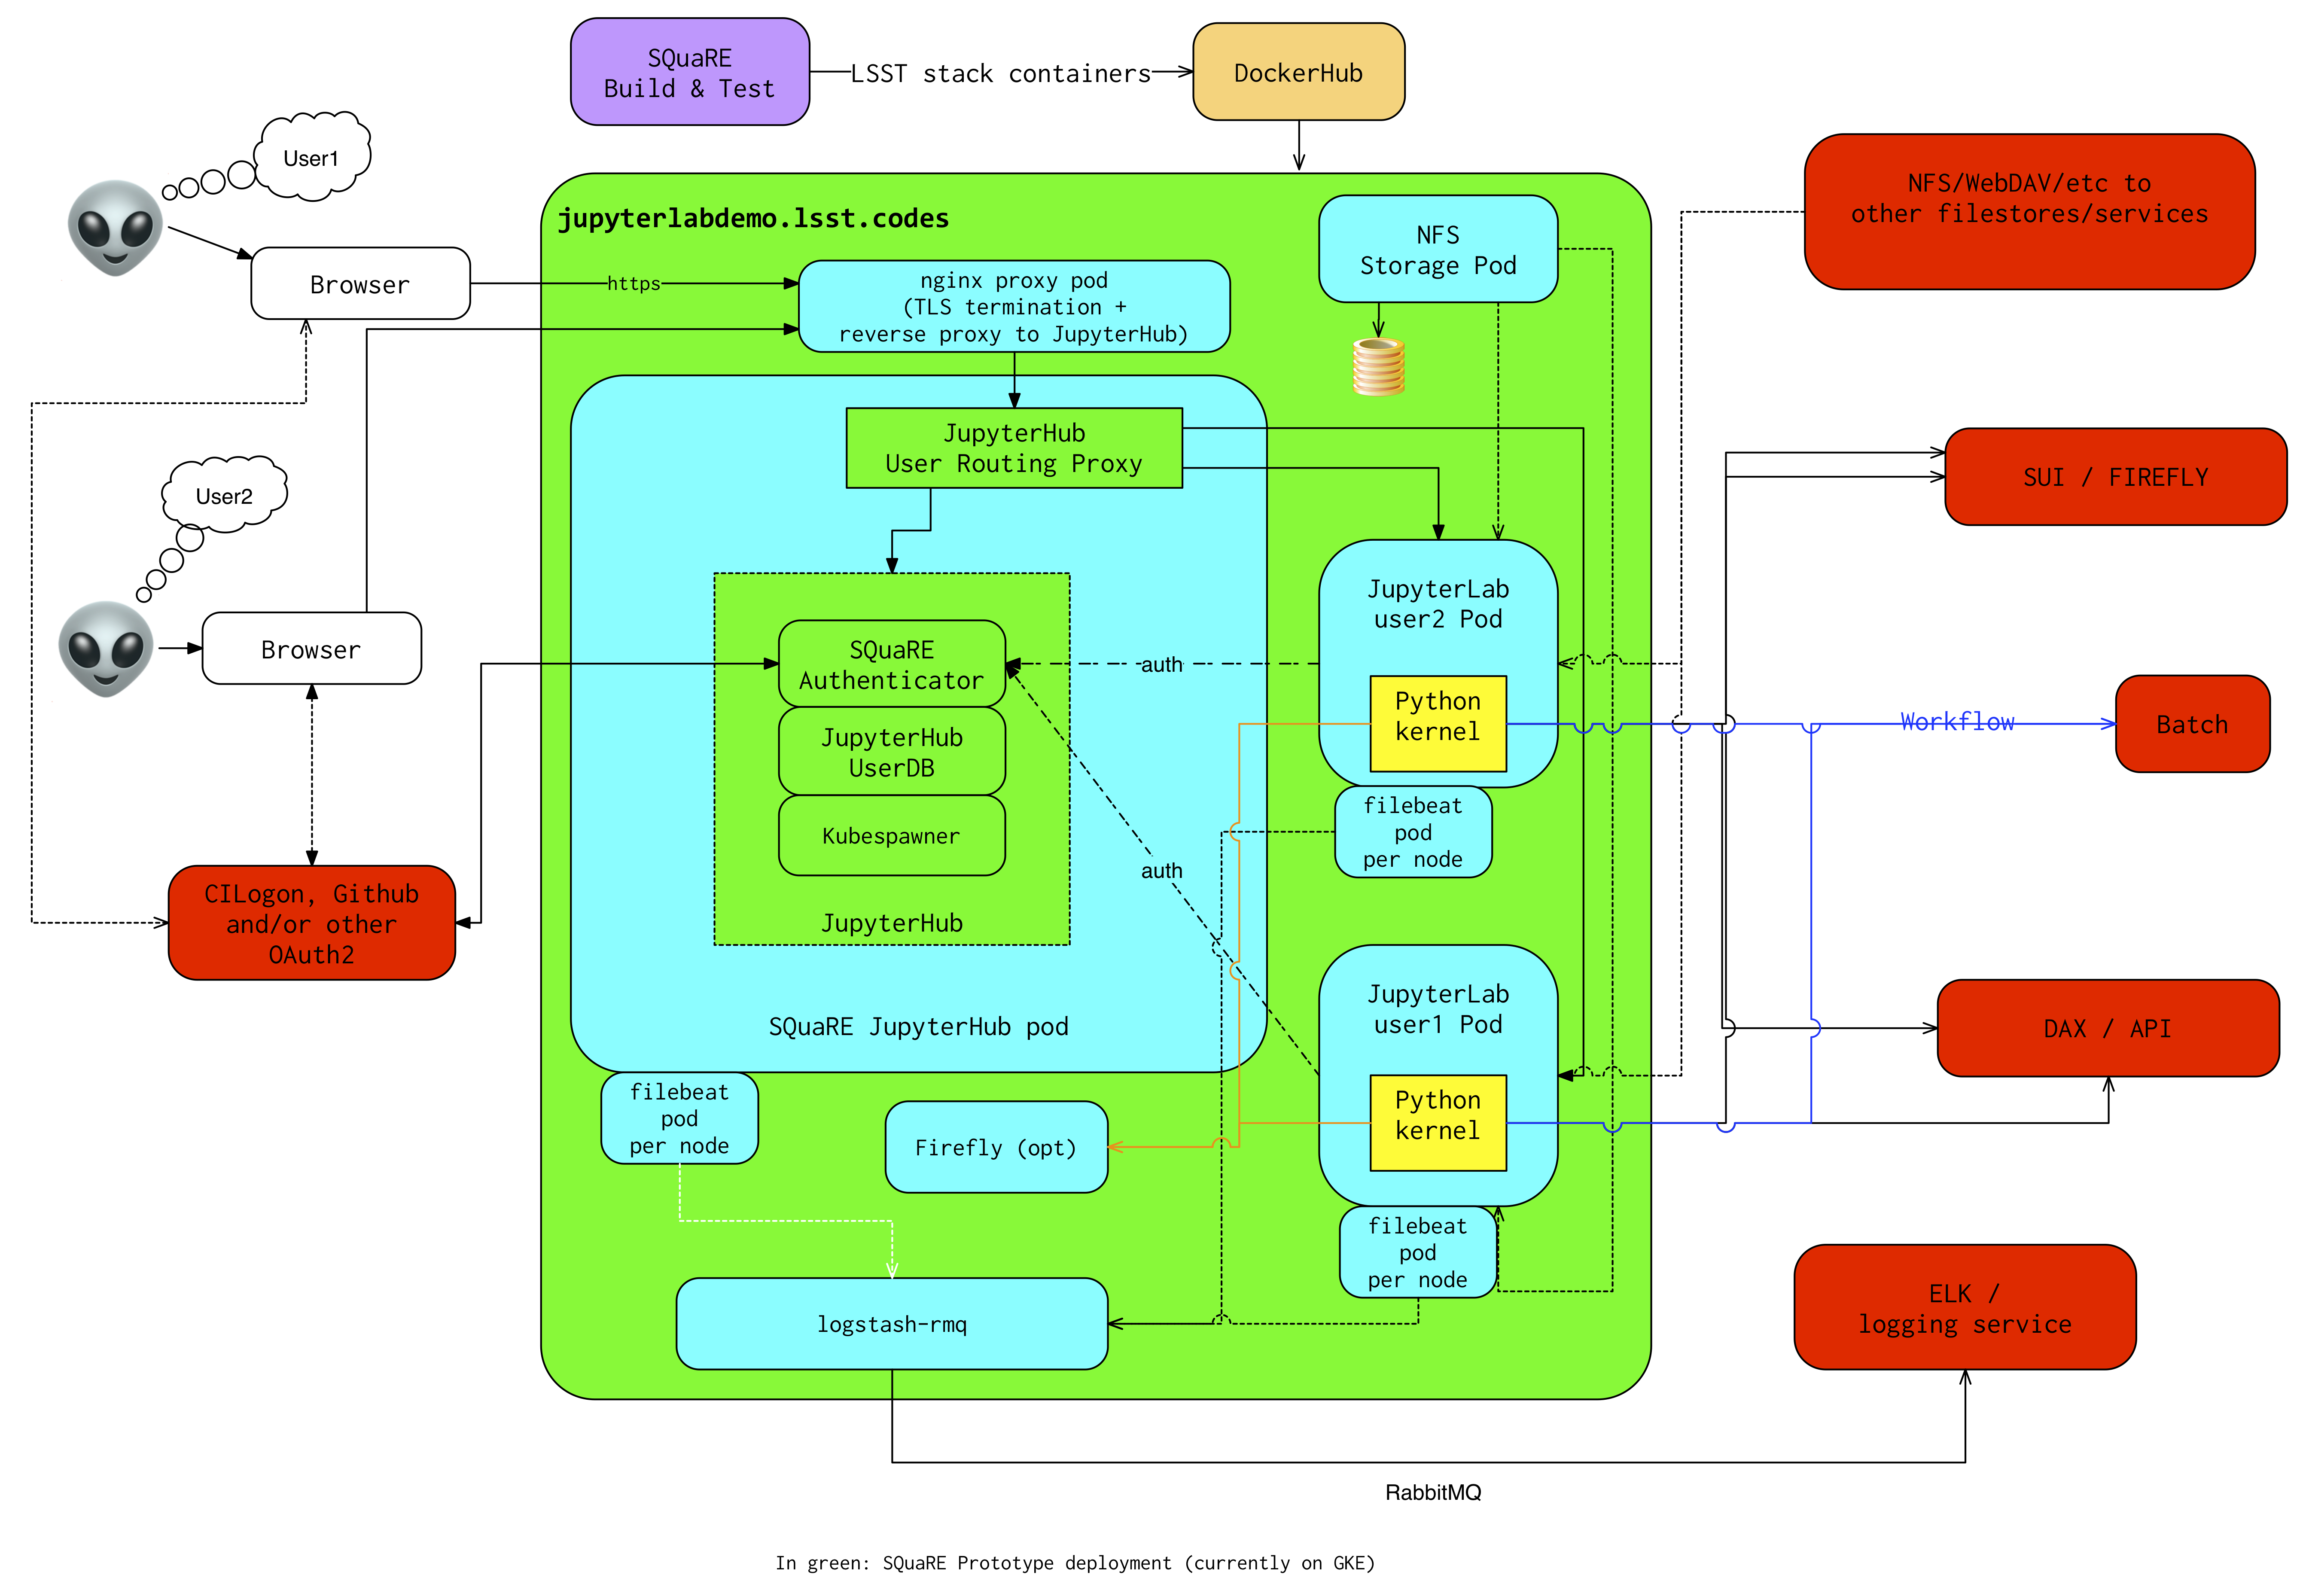 SQuaRE
Build & Test
LSST stack containers
DockerHub
User1
NFS/WebDAV/etc to
other filestores/services
jupyterlabdemo.lsst.codes
NFS
Storage Pod
Browser
https
nginx proxy pod
(TLS termination +
reverse proxy to JupyterHub)
JupyterHub
User Routing Proxy
SUI / FIREFLY
User2
JupyterLab
user2 Pod
Browser
SQuaRE
Authenticator
auth
Python
kernel
Workflow
Batch
JupyterHub
UserDB
Kubespawner
filebeat
pod
per node
auth
CILogon, Github
and/or other
OAuth2
JupyterHub
JupyterLab
user1 Pod
SQuaRE JupyterHub pod
DAX / API
filebeat
pod
per node
Firefly (opt)
Python
kernel
filebeat
pod
per node
ELK /
logging service
logstash-rmq
RabbitMQ
In green: SQuaRE Prototype deployment (currently on GKE)